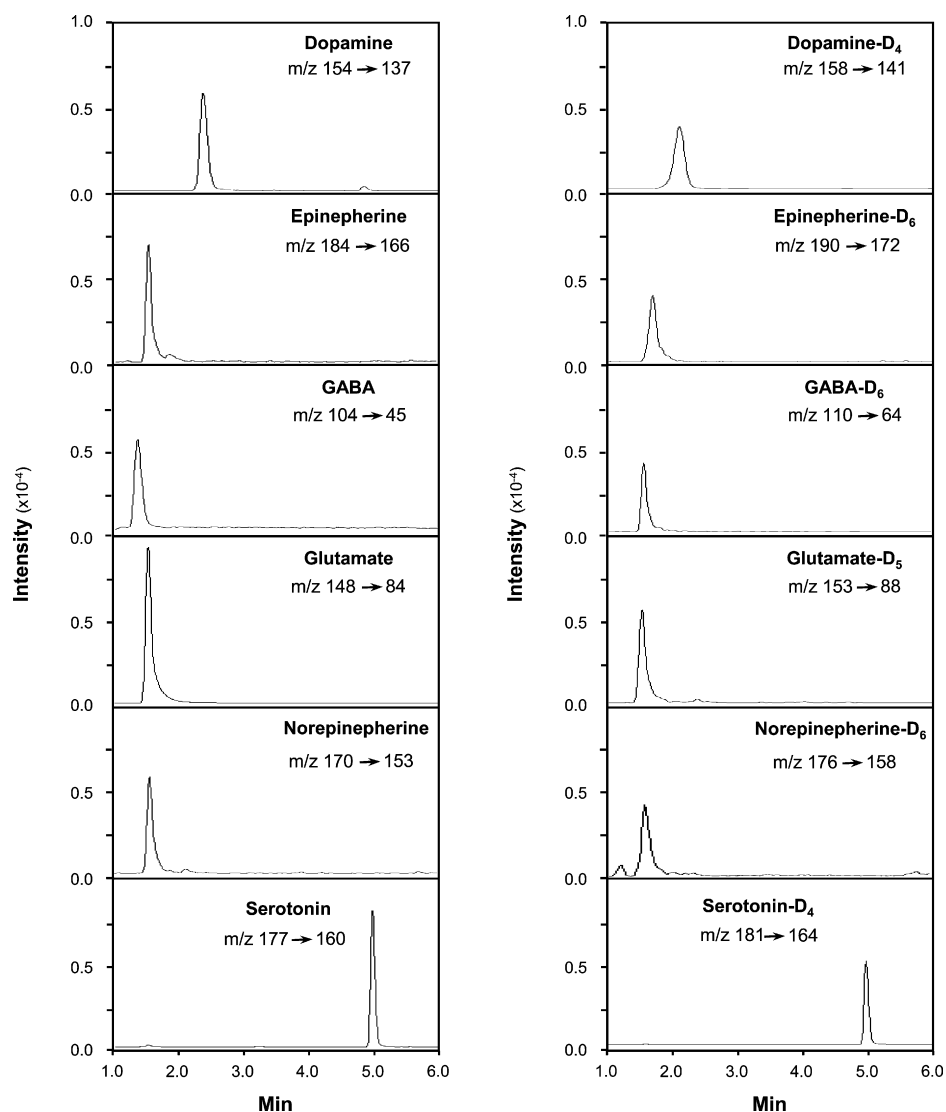 1.0
Dopamine
m/z 154 → 137
0.5
0.0
Epinepherine
m/z 184 → 166
0.5
0.0
GABA
m/z 104 → 45
0.5
0.0
Glutamate
m/z 148 → 84
0.5
0.0
Norepinepherine
m/z 170 → 153
0.5
0.0
Serotonin
m/z 177 → 160
0.5
0.0
1.0 2.0 3.0 4.0 5.0 6.0
Min
Intensity (x10-4)
1.0
Dopamine-D4
m/z 158 → 141
0.5
0.0
Epinepherine-D6
m/z 190 → 172
0.5
0.0
GABA-D6
m/z 110 → 64
0.5
0.0
Glutamate-D5
m/z 153 → 88
0.5
0.0
Norepinepherine-D6
m/z 176 → 158
0.5
0.0
Serotonin-D4
m/z 181 → 164
0.5
0.0
1.0 2.0 3.0 4.0 5.0 6.0
Min
Intensity (x10-4)